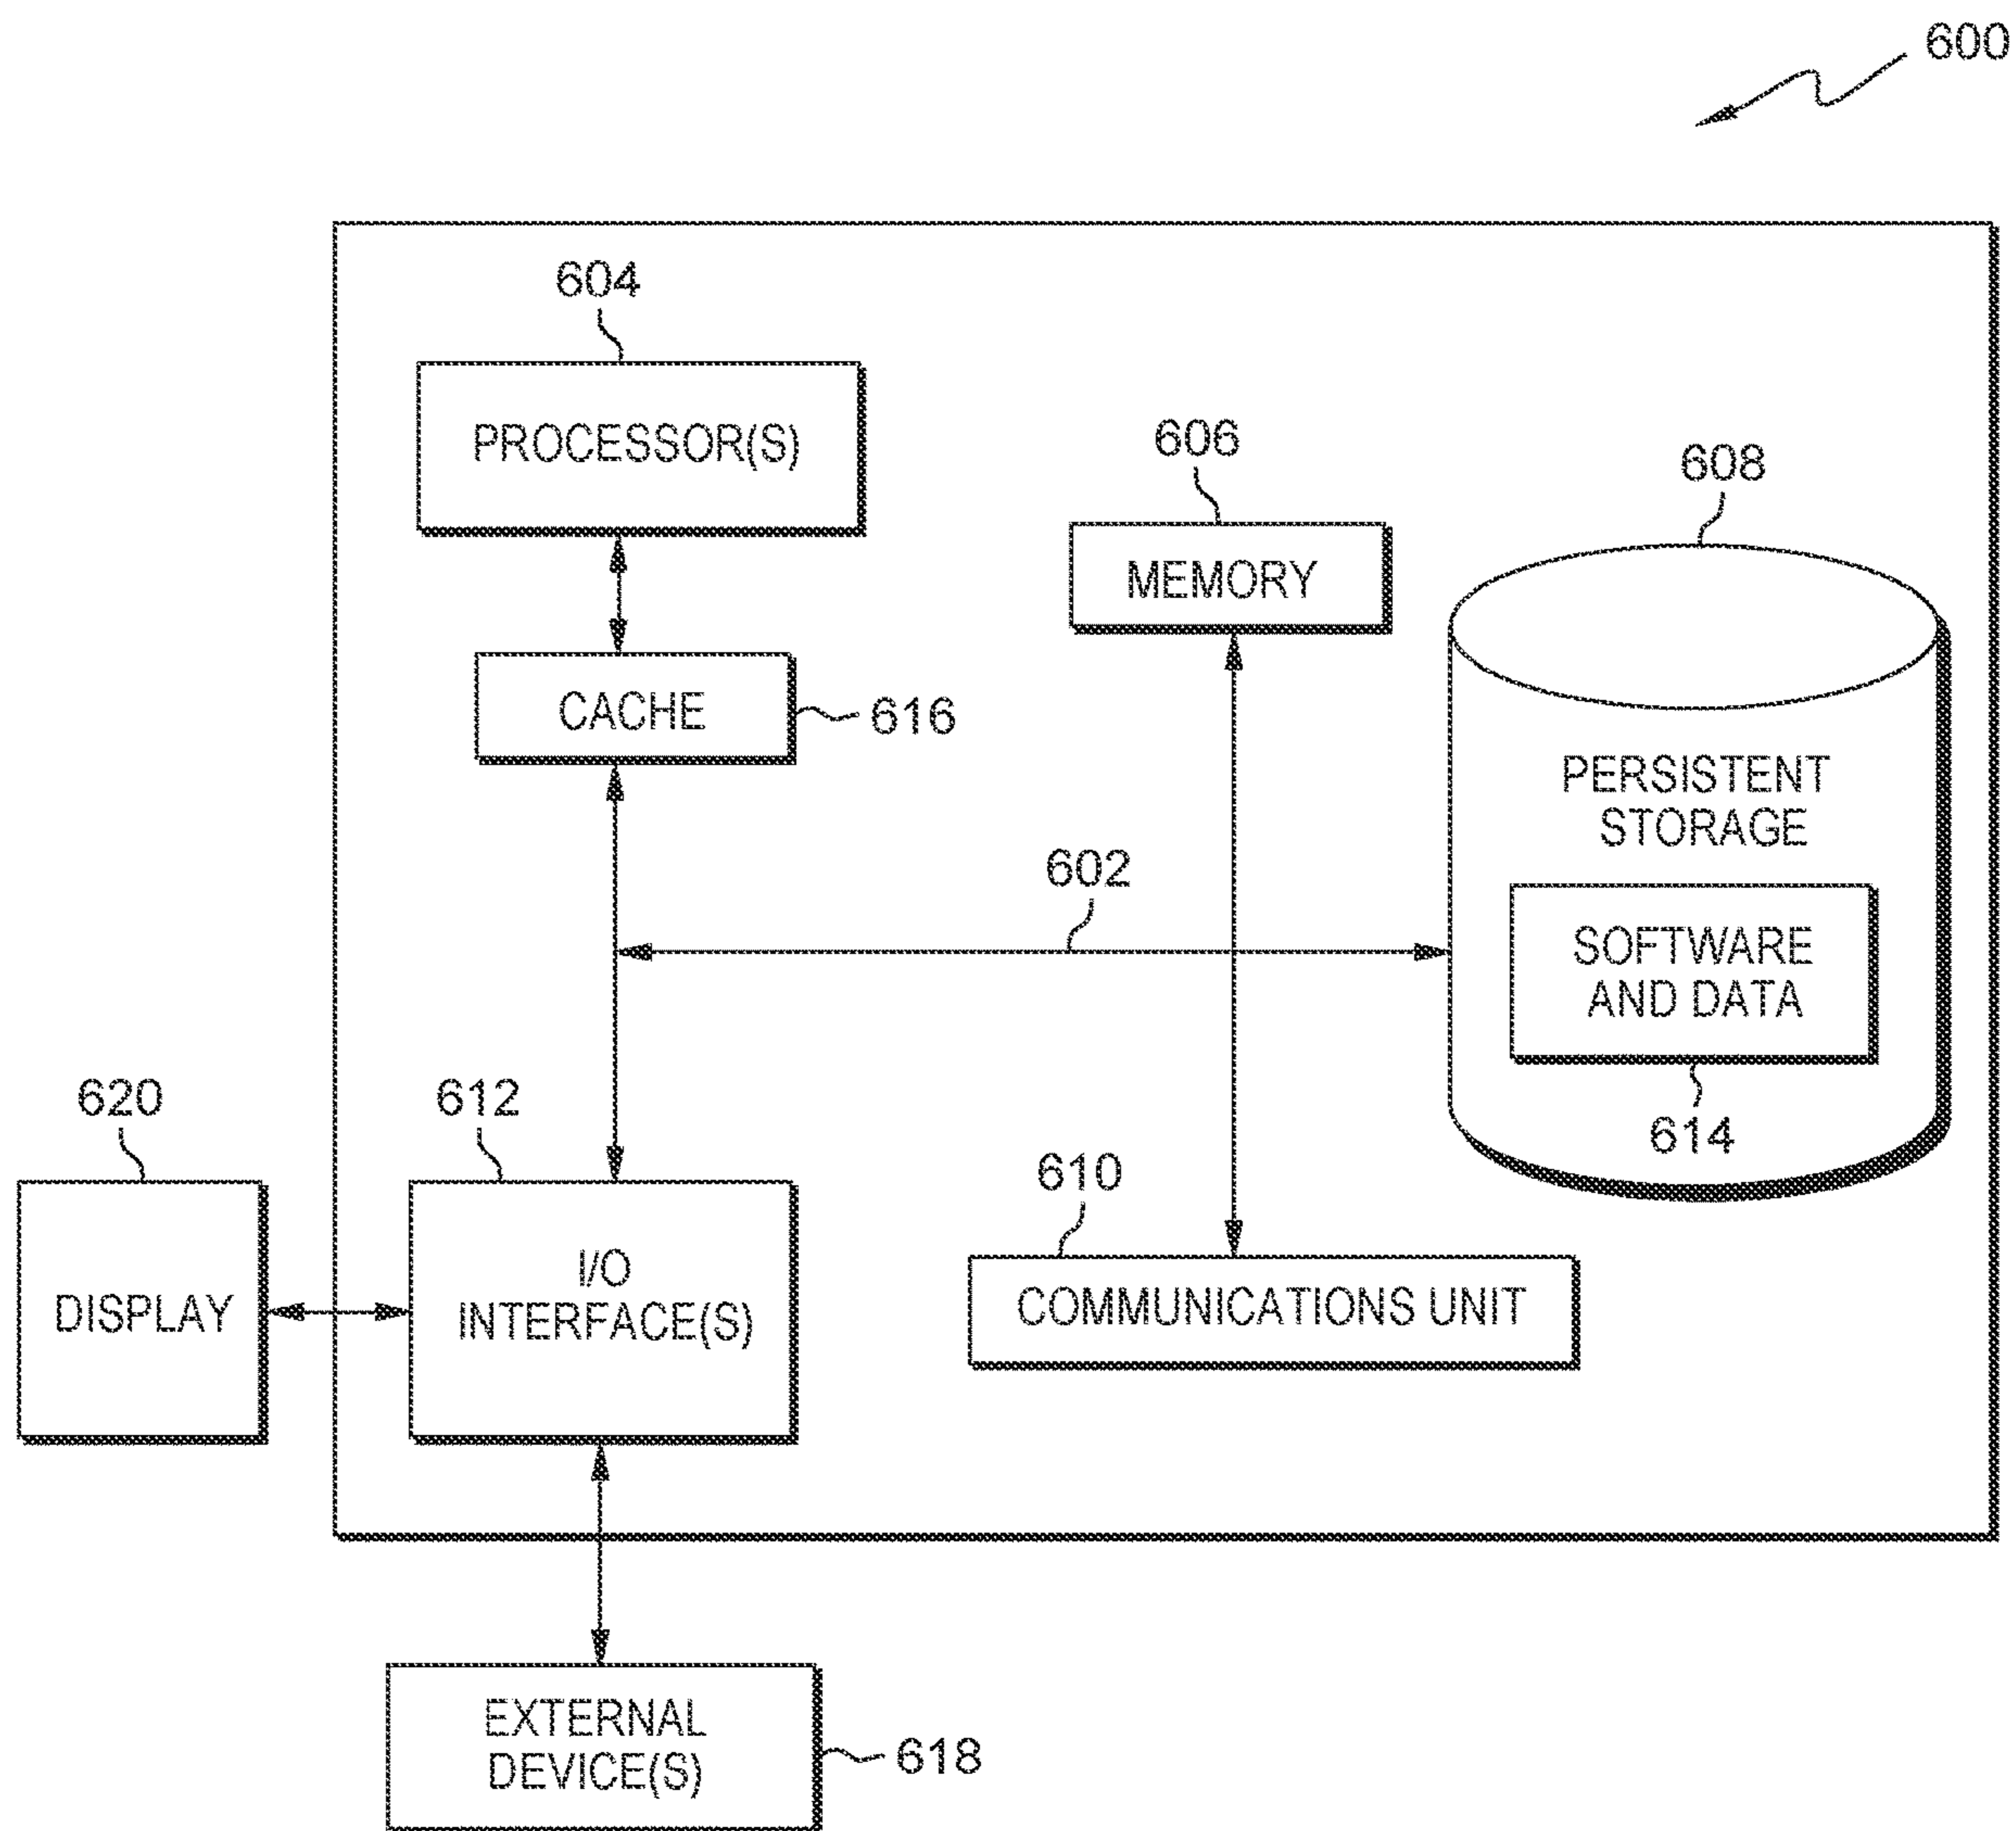 600
604
PROCESSOR(S)
606
MEMORY
608
CACHE
616
PERSISTENT
STORAGE
602
SOFTWARE
AND DATA
614
620
612
610
DISPLAY
I/O
INTERFACE(S)
COMMUNICATIONS UNIT
EXTERNAL
DEVICE(S)
618